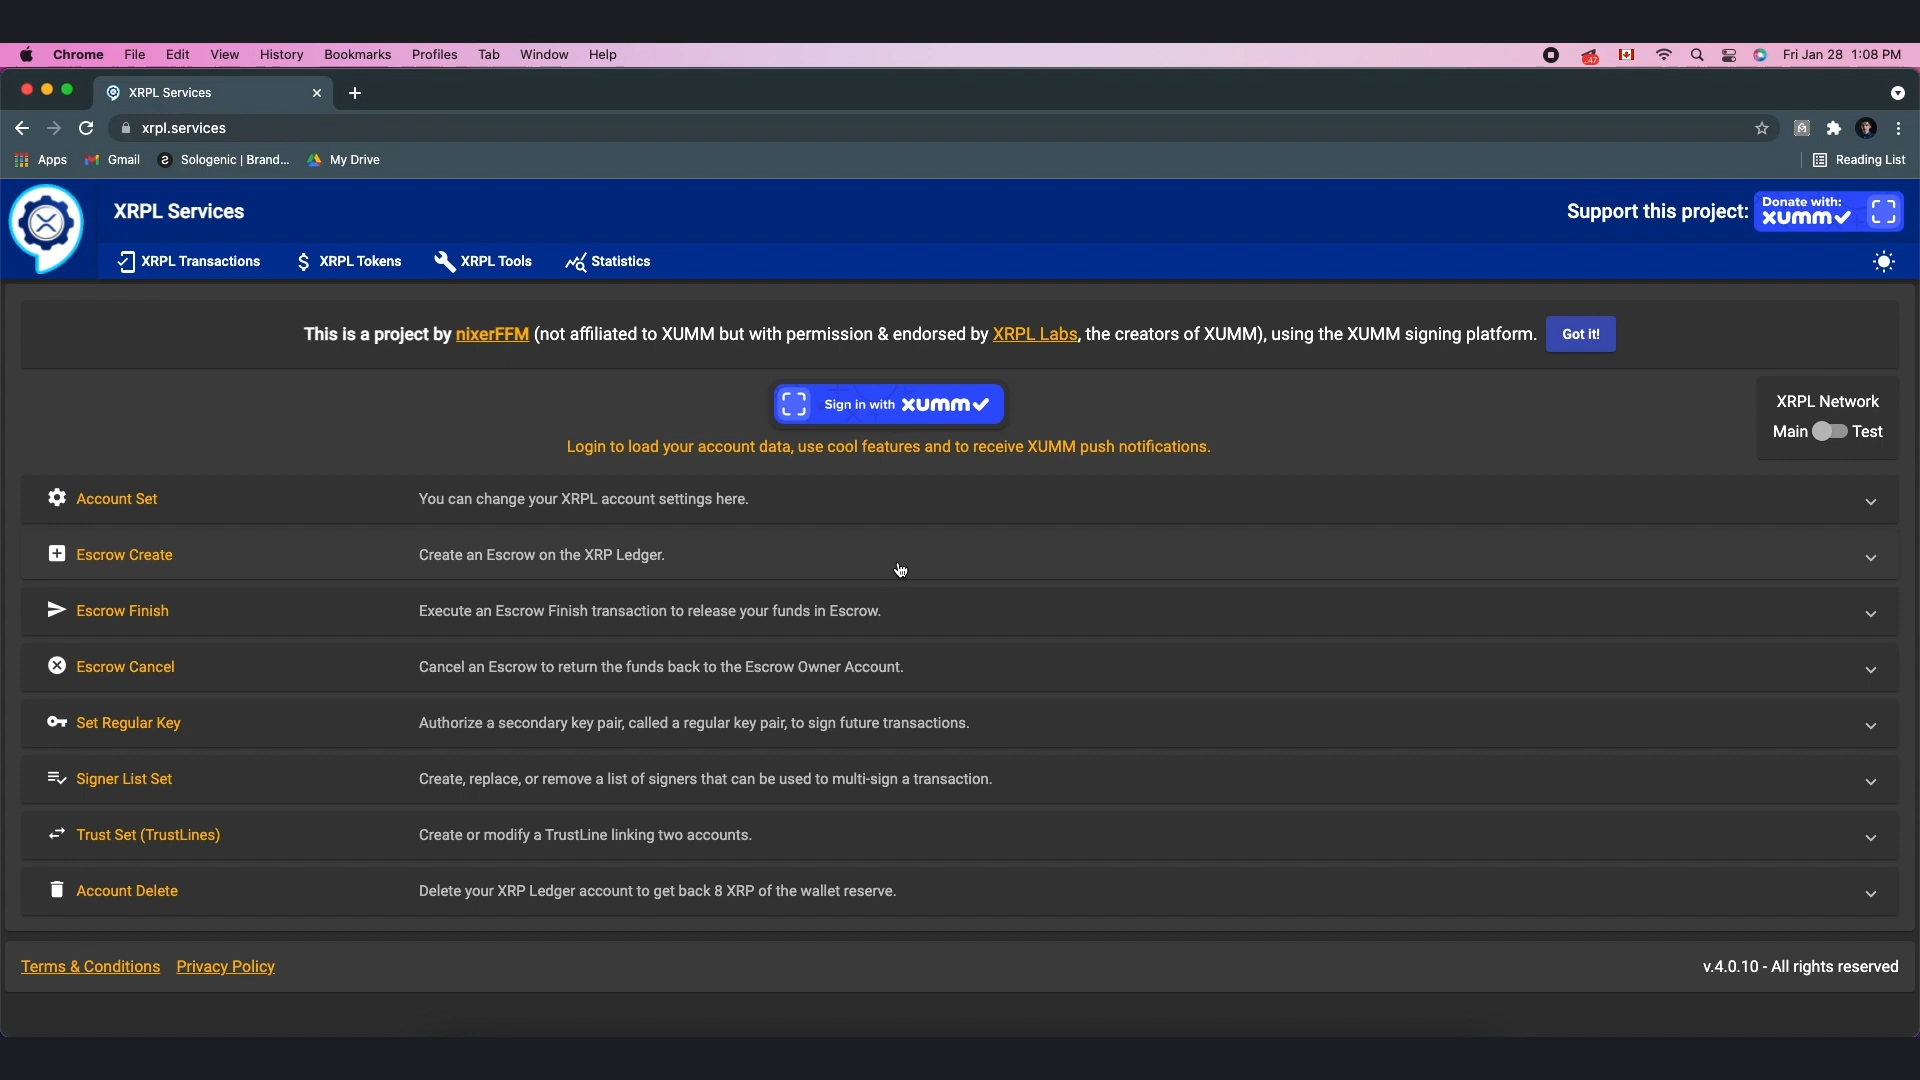 Chrome File Edit View History Bookmarks Profiles Tab Window Help Fri Jan 28 1:08 PM
XRPL Services
xrpl.services
Apps Gmail Sologenic | Brand... My Drive Reading List
XRPL Services Support this project: Donate with: XUMM
XRPL Transactions XRPL Tokens XRPL Tools Statistics
This is a project by nixerFFM (not affiliated to XUMM but with permission & endorsed by XRPL Labs, the creators of XUMM), using the XUMM signing platform. Got it!
Sign in with XUMM
Login to load your account data, use cool features and to receive XUMM push notifications.
XRPL Network
Main Test
Account Set You can change your XRPL account settings here.
Escrow Create Create an Escrow on the XRP Ledger.
Escrow Finish Execute an Escrow Finish transaction to release your funds in Escrow.
Escrow Cancel Cancel an Escrow to return the funds back to the Escrow Owner Account.
Set Regular Key Authorize a secondary key pair, called a regular key pair, to sign future transactions.
Signer List Set Create, replace, or remove a list of signers that can be used to multi-sign a transaction.
Trust Set (TrustLines) Create or modify a TrustLine linking two accounts.
Account Delete Delete your XRP Ledger account to get back 8 XRP of the wallet reserve.
Terms & Conditions Privacy Policy v.4.0.10 - All rights reserved